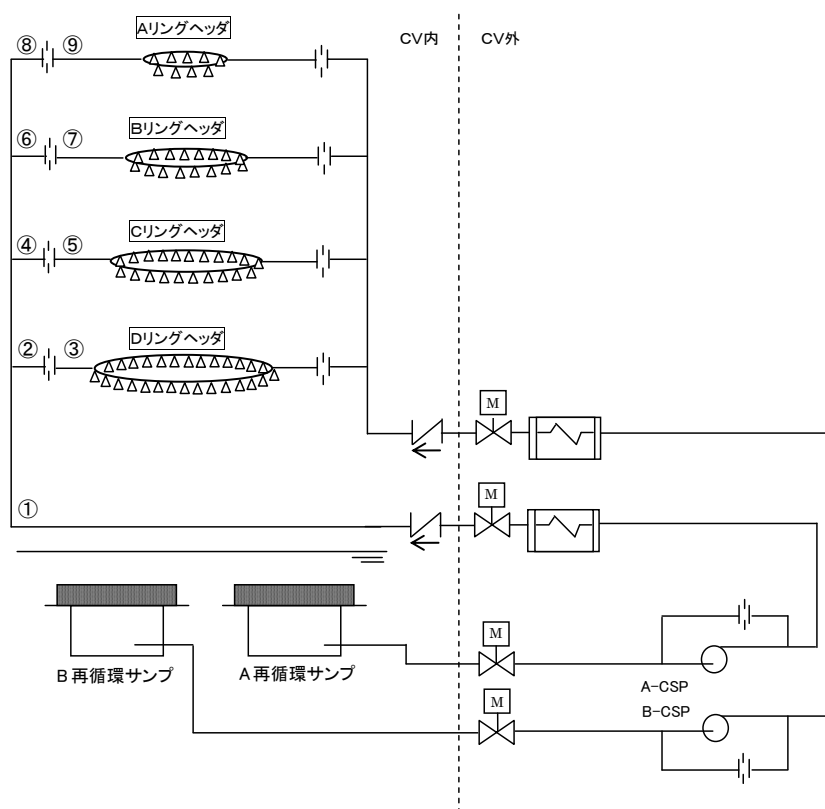 Aリングヘッダ
CV内 CV外
⑧ ⑨
Bリングヘッダ
⑥ ⑦
Cリングヘッダ
④ ⑤
Dリングヘッダ
② ③
M
M
①
M
B再循環サンプ
A再循環サンプ
A-CSP
M
B-CSP